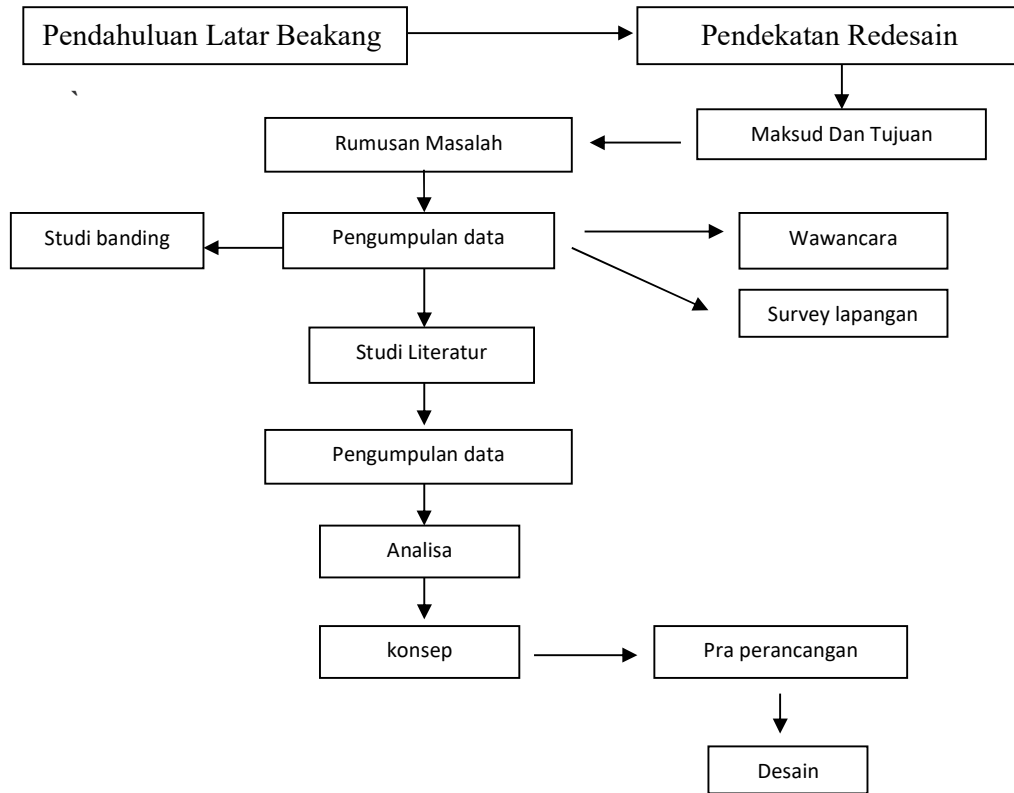 Pendahuluan Latar Beakang
Pendekatan Redesain
`
Maksud Dan Tujuan
Rumusan Masalah
Studi banding
Pengumpulan data
Wawancara
Survey lapangan
Studi Literatur
Pengumpulan data
Analisa
konsep
Pra perancangan
Desain